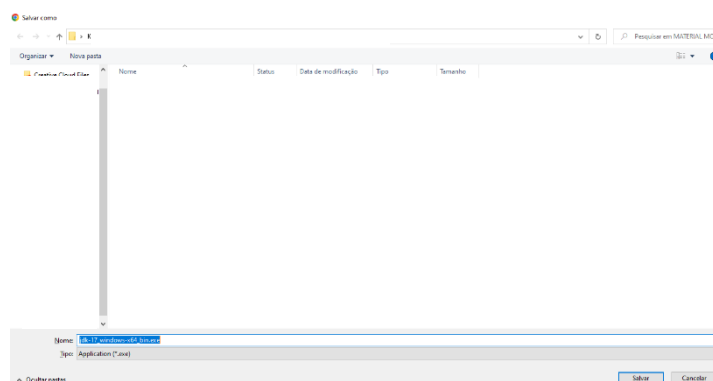 Salvar como
K
Pesquisar em MATERIAL MO
Organizar Nova pasta
Creative Cloud Files
Nome Status Data de modificação Tipo Tamanho
Nome: jdk-17_windows-x64_bin.exe
Tipo: Application (*.exe)
Ocultar pastas
Salvar Cancelar